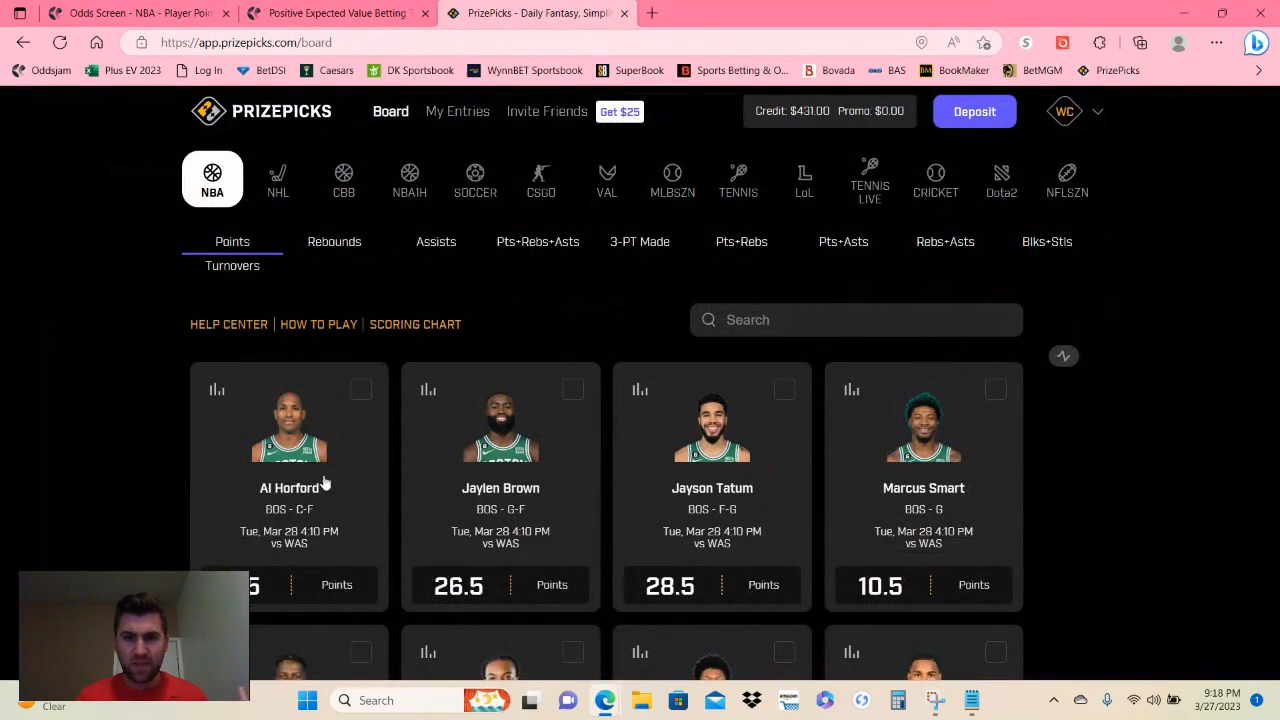 Odds Screen - NBA - Player Poin
Positive Expected Value Betting T
PrizePicks - Daily Fantasy, Simplif
https://app.prizepicks.com/board
Oddsjam
Plus EV 2023
Log In
BetDSI
Caesars
DK Sportsbook
WynnBET Sportsbook
SuperBook
Sports Betting & O...
Bovada
BAS
BookMaker
BetMGM
PrizePicks
PRIZEPICKS
Board
My Entries
Invite Friends
Get $25
Credit: $431.00 Promo: $0.00
Deposit
WC
NBA
NHL
CBB
NBA1H
SOCCER
CSGO
VAL
MLBSZN
TENNIS
LoL
TENNIS
LIVE
CRICKET
Dota2
NFLSZN
Points
Rebounds
Assists
Pts+Rebs+Asts
3-PT Made
Pts+Rebs
Pts+Asts
Rebs+Asts
Blks+Stls
Turnovers
HELP CENTER
HOW TO PLAY
SCORING CHART
Search
Al Horford
BOS - C-F
Tue, Mar 28 4:10 PM
vs WAS
5
Points
Jaylen Brown
BOS - G-F
Tue, Mar 28 4:10 PM
vs WAS
26.5
Points
Jayson Tatum
BOS - F-G
Tue, Mar 28 4:10 PM
vs WAS
28.5
Points
Marcus Smart
BOS - G
Tue, Mar 28 4:10 PM
vs WAS
10.5
Points
Clear
Search
amazon
9:18 PM
3/27/2023
1